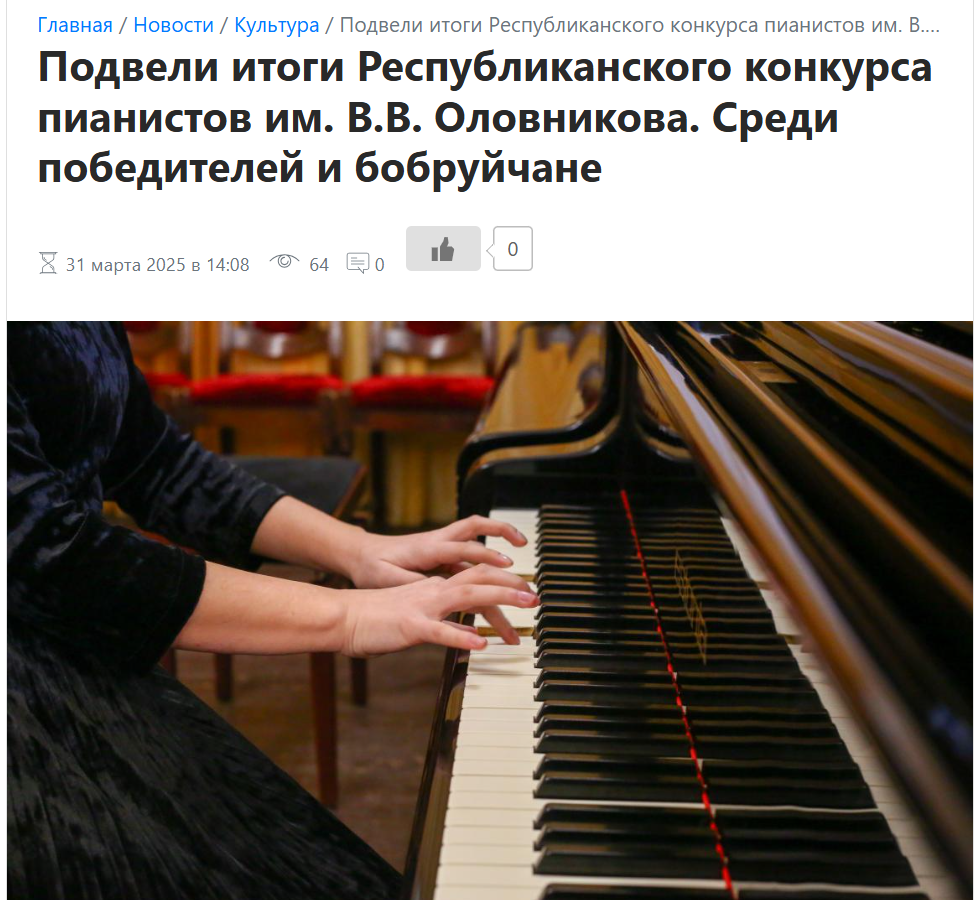 Главная / Новости / Культура / Подвели итоги Республиканского конкурса пианистов им. В....
Подвели итоги Республиканского конкурса
пианистов им. В.В. Оловникова. Среди
победителей и бобруйчане
31 марта 2025 в 14:08 64 0 0